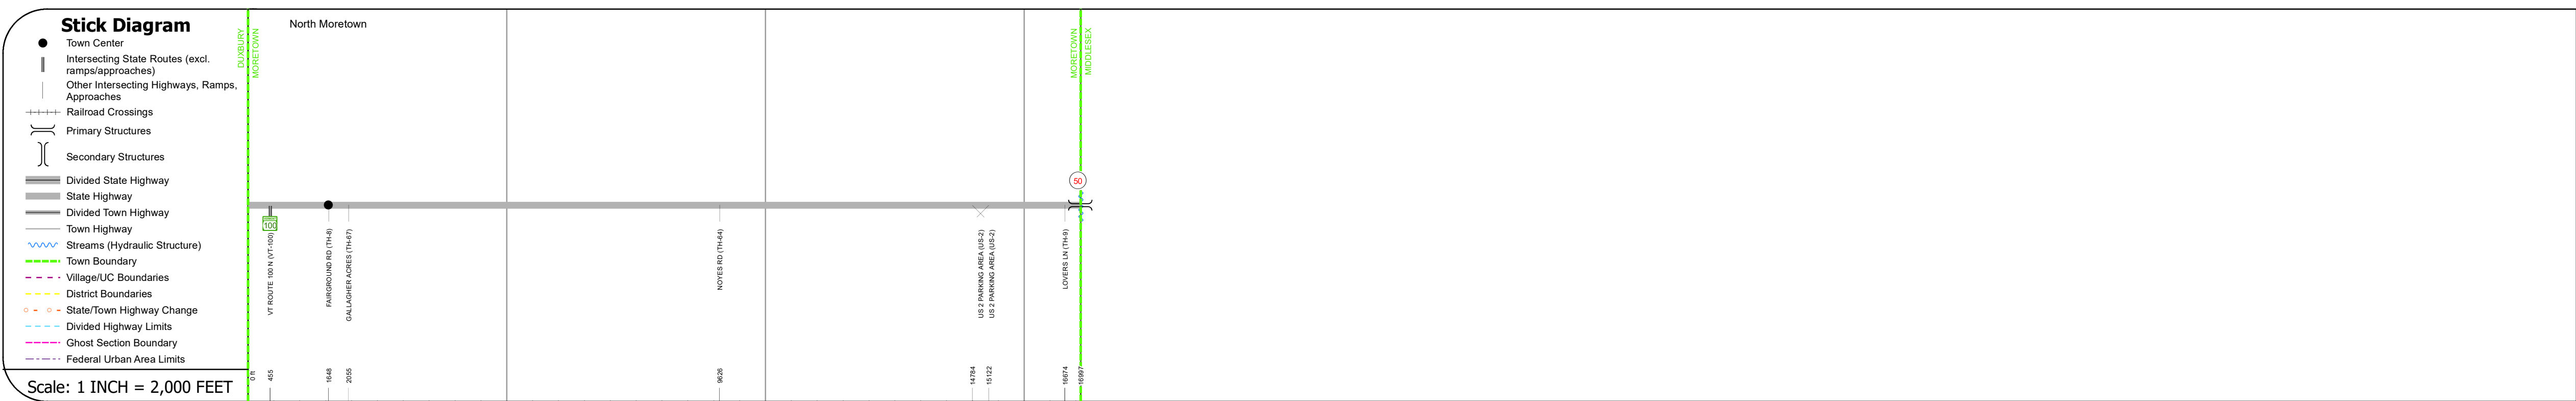 Stick Diagram
Town Center
Intersecting State Routes (excl.
ramps/approaches)
Other Intersecting Highways, Ramps,
Approaches
Railroad Crossings
Primary Structures
Secondary Structures
Divided State Highway
State Highway
Divided Town Highway
Town Highway
Streams (Hydraulic Structure)
Town Boundary
Village/UC Boundaries
District Boundaries
State/Town Highway Change
Divided Highway Limits
Ghost Section Boundary
Federal Urban Area Limits
Scale: 1 INCH = 2,000 FEET
North Moretown
DUXBURY
MORETOWN
MORETOWN
MIDDLESEX
50
100
VT ROUTE 100 N (VT-100)
FAIRGROUND RD (TH-8)
GALLAGHER ACRES (TH-67)
NOYES RD (TH-64)
US 2 PARKING AREA (US-2)
US 2 PARKING AREA (US-2)
LOVERS LN (TH-9)
0 ft
455
1648
2055
9626
14784
15122
16674
16997